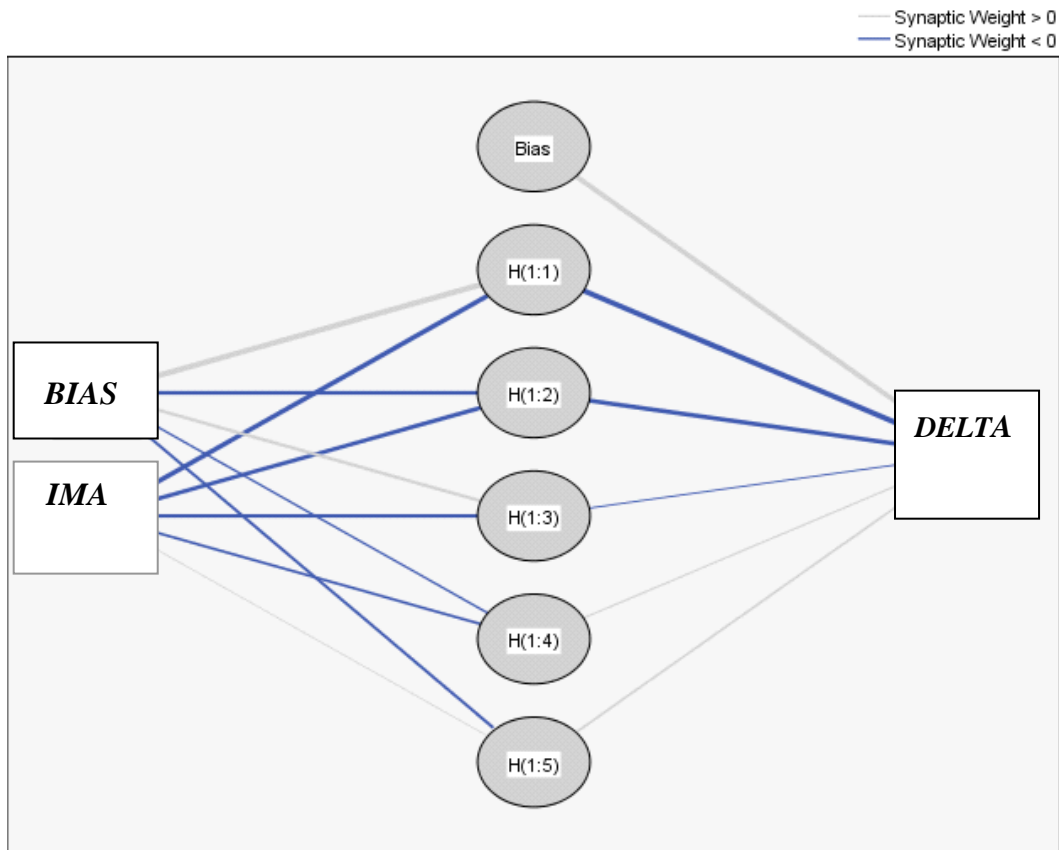 Synaptic Weight > 0
Synaptic Weight < 0
Bias
H(1:1)
BIAS
H(1:2)
DELTA
IMA
H(1:3)
H(1:4)
H(1:5)